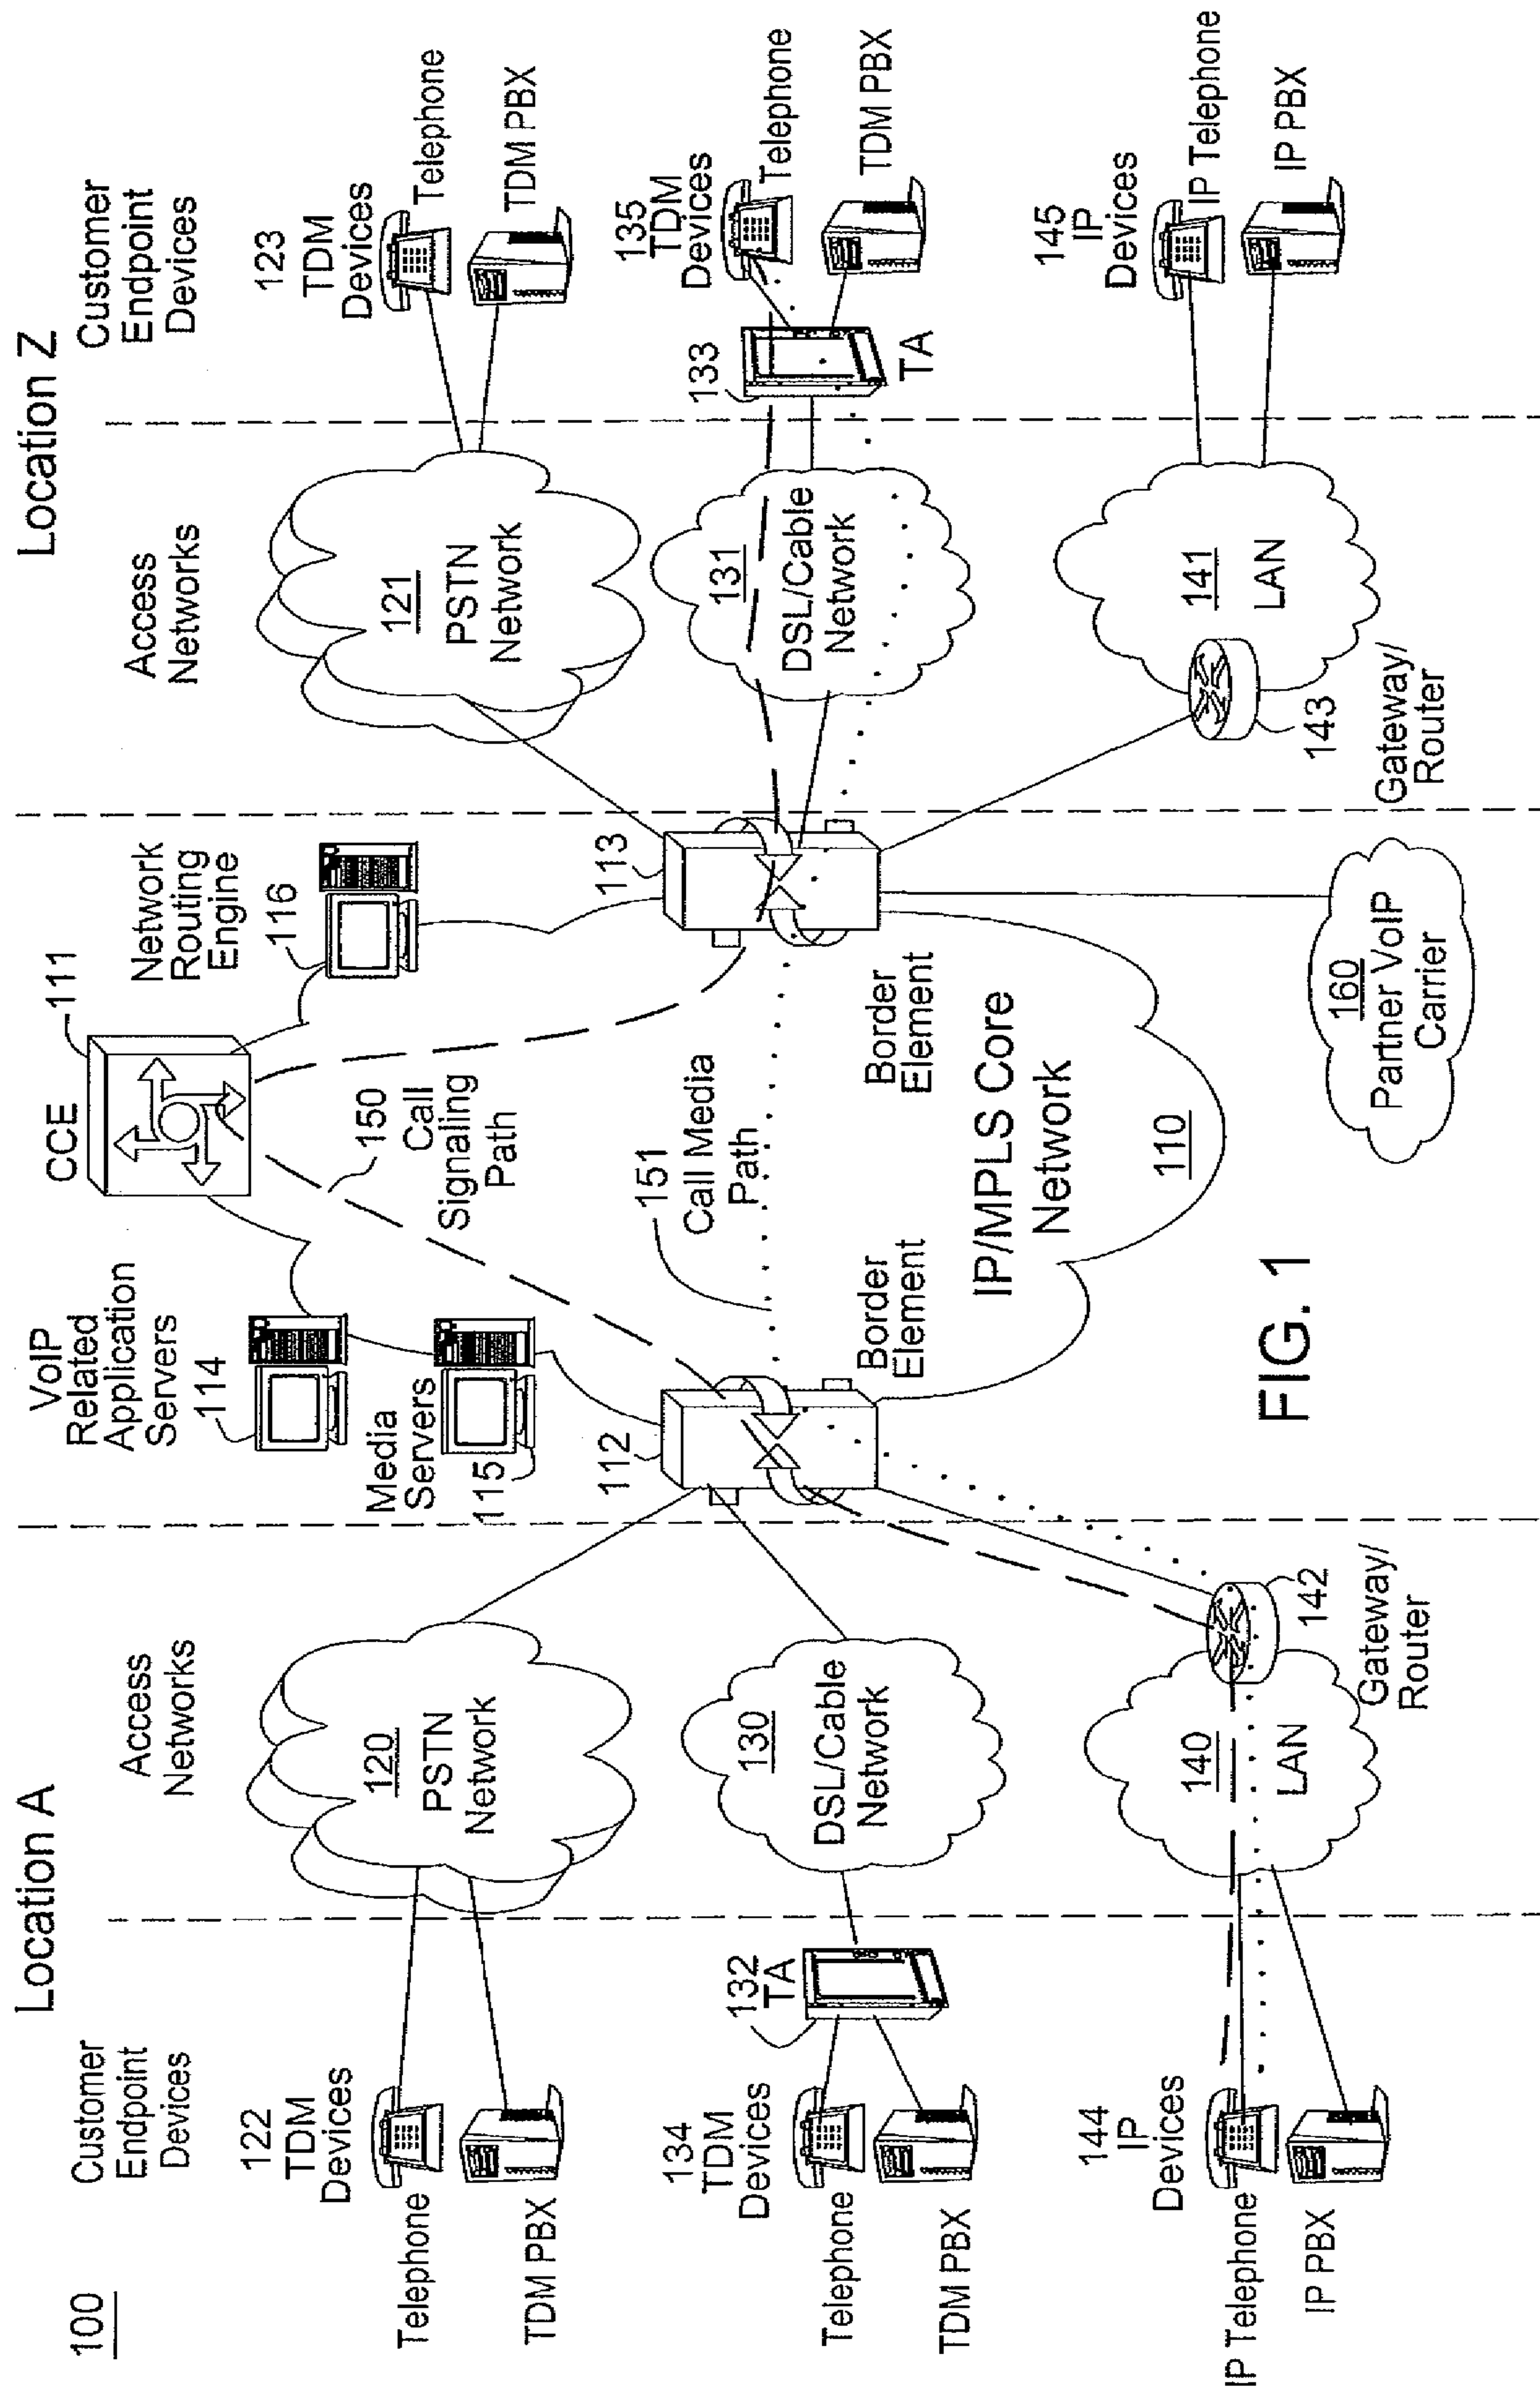 100
Location A
Location Z
Customer
Endpoint
Devices
Access
Networks
VoIP
Related
Application
Servers
114
CCE
111
Network
Routing
Engine
116
Access
Networks
Customer
Endpoint
Devices
122
TDM
Devices
Telephone
TDM PBX
120
PSTN
Network
Media
Servers
115
150
Call
Signaling
Path
121
PSTN
Network
123
TDM
Devices
Telephone
TDM PBX
134
TDM
Devices
Telephone
TDM PBX
132
TA
130
DSL/Cable
Network
112
Border
Element
151
Call Media
Path
113
Border
Element
131
DSL/Cable
Network
133
TA
135
TDM
Devices
Telephone
TDM PBX
IP/MPLS Core
Network
110
144
IP
Devices
IP Telephone
IP PBX
140
LAN
142
Gateway/
Router
160
Partner VoIP
Carrier
141
LAN
143
Gateway/
Router
145
IP
Devices
IP Telephone
IP PBX
FIG. 1